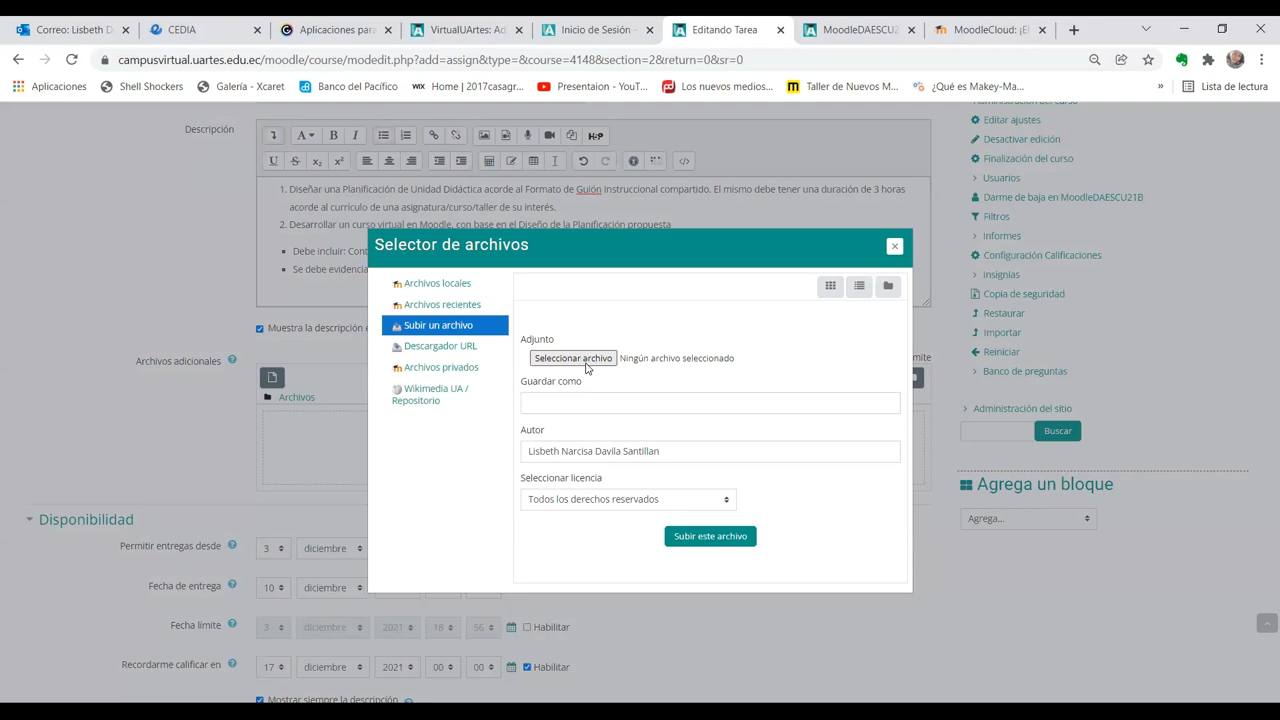 Correo: Lisbeth D
CEDIA
Aplicaciones para
VirtualUArtes: Ad
Inicio de Sesión
Editando Tarea
MoodleDAESCU2
MoodleCloud: ¡El
campusvirtual.uartes.edu.ec/moodle/course/modedit.php?add=assign&type=&course=4148&section=2&return=0&sr=0
Aplicaciones
Shell Shockers
Galería - Xcaret
Banco del Pacífico
WIX Home | 2017casagr...
Presentaion - YouT...
Los nuevos medios...
Taller de Nuevos M...
¿Qué es Makey-Ma...
»
Lista de lectura
Administración del curso
Descripción
Editar ajustes
Desactivar edición
Finalización del curso
Usuarios
Darme de baja en MoodleDAESCU21B
Filtros
Informes
Configuración Calificaciones
Insignias
Copia de seguridad
Restaurar
Importar
Reiniciar
Banco de preguntas
Administración del sitio
Buscar
Agrega un bloque
Agrega...
A B I H5P
U S x₂ x²
1. Diseñar una Planificación de Unidad Didáctica acorde al Formato de Guión Instruccional compartido. El mismo debe tener una duración de 3 horas
acorde al currículo de una asignatura/curso/taller de su interés.
2. Desarrollar un curso virtual en Moodle, con base en el Diseño de la Planificación propuesta
Debe incluir: Cont
Se debe evidencia
Muestra la descripción e
Archivos adicionales
mite
Archivos
Selector de archivos
Archivos locales
Archivos recientes
Subir un archivo
Descargador URL
Archivos privados
Wikimedia UA /
Repositorio
Adjunto
Seleccionar archivo Ningún archivo seleccionado
Guardar como
Autor
Lisbeth Narcisa Davila Santillan
Seleccionar licencia
Todos los derechos reservados
Subir este archivo
Disponibilidad
Permitir entregas desde 3 diciembre
Fecha de entrega 10 diciembre
Fecha límite 3 diciembre 2021 18 56 Habilitar
Recordarme calificar en 17 diciembre 2021 00 00 Habilitar
Mostrar siempre la descripción